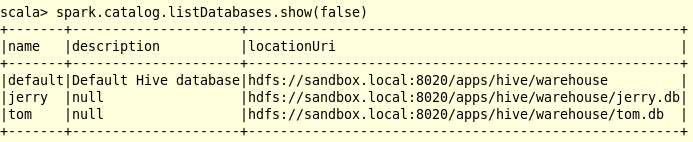 scala> spark.catalog.listDatabases.show(false)
+-------+---------------------+--------------------------------------------------+
|name   |description          |locationUri                                       |
+-------+---------------------+--------------------------------------------------+
|default|Default Hive database|hdfs://sandbox.local:8020/apps/hive/warehouse         |
|jerry  |null                 |hdfs://sandbox.local:8020/apps/hive/warehouse/jerry.db|
|tom    |null                 |hdfs://sandbox.local:8020/apps/hive/warehouse/tom.db  |
+-------+---------------------+--------------------------------------------------+